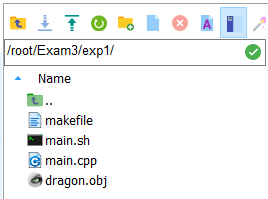 /root/Exam3/exp1/
Name
..
makefile
main.sh
main.cpp
dragon.obj